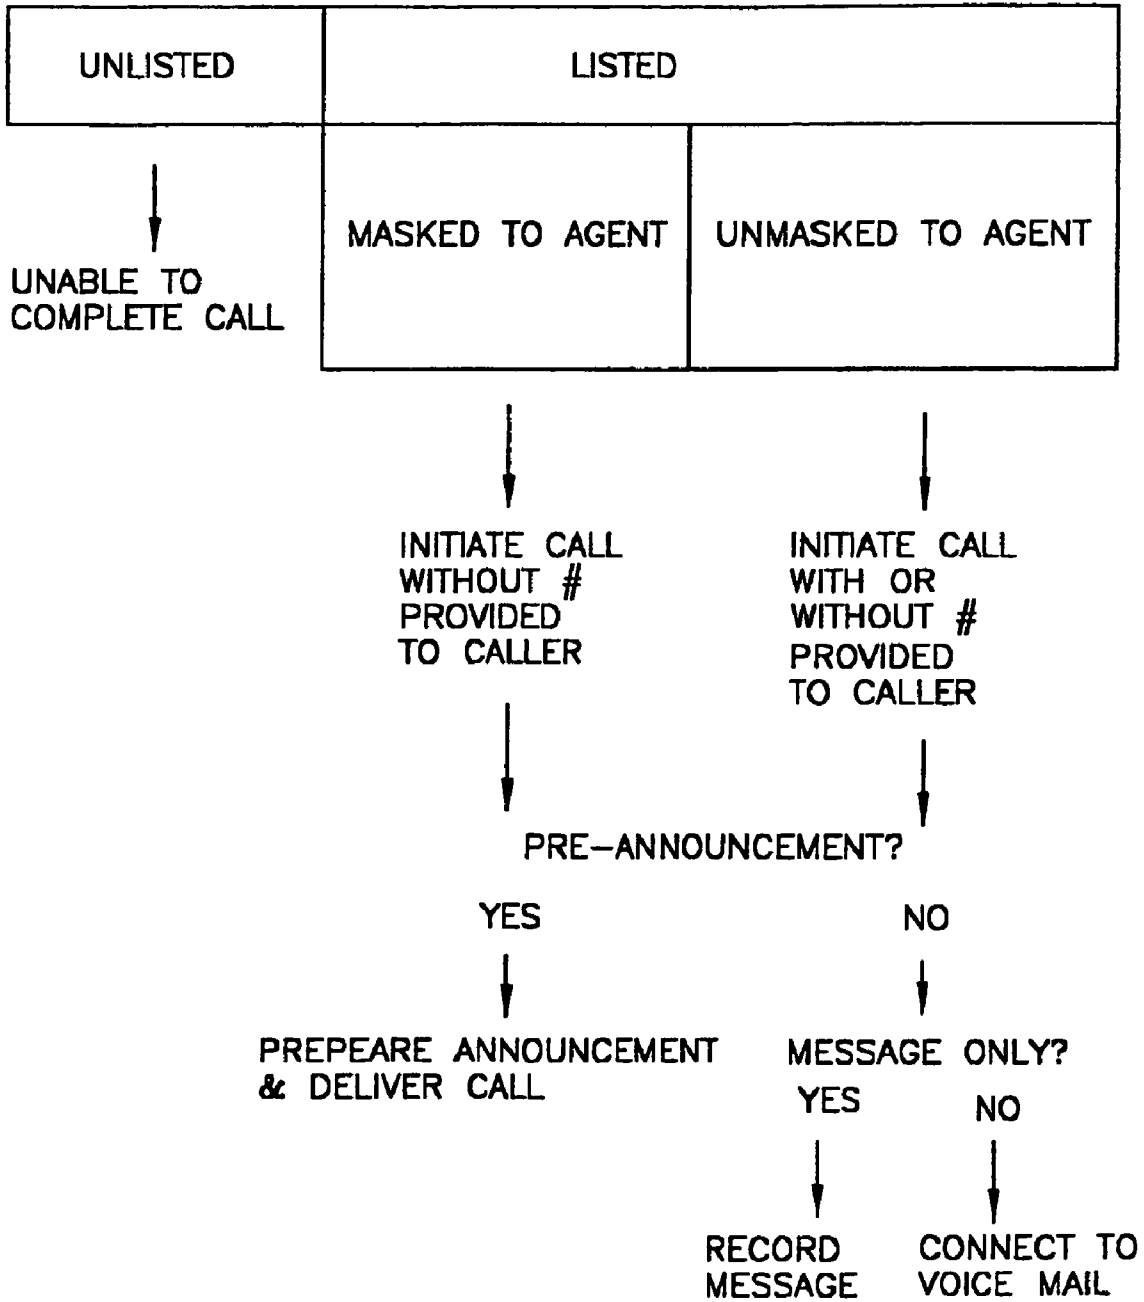 UNLISTED
LISTED
MASKED TO AGENT
UNMASKED TO AGENT
UNABLE TO
COMPLETE CALL
INITIATE CALL
WITHOUT #
PROVIDED
TO CALLER
INITIATE CALL
WITH OR
WITHOUT #
PROVIDED
TO CALLER
PRE-ANNOUNCEMENT?
YES
NO
PREPEARE ANNOUNCEMENT
& DELIVER CALL
MESSAGE ONLY?
YES
NO
RECORD
MESSAGE
CONNECT TO
VOICE MAIL